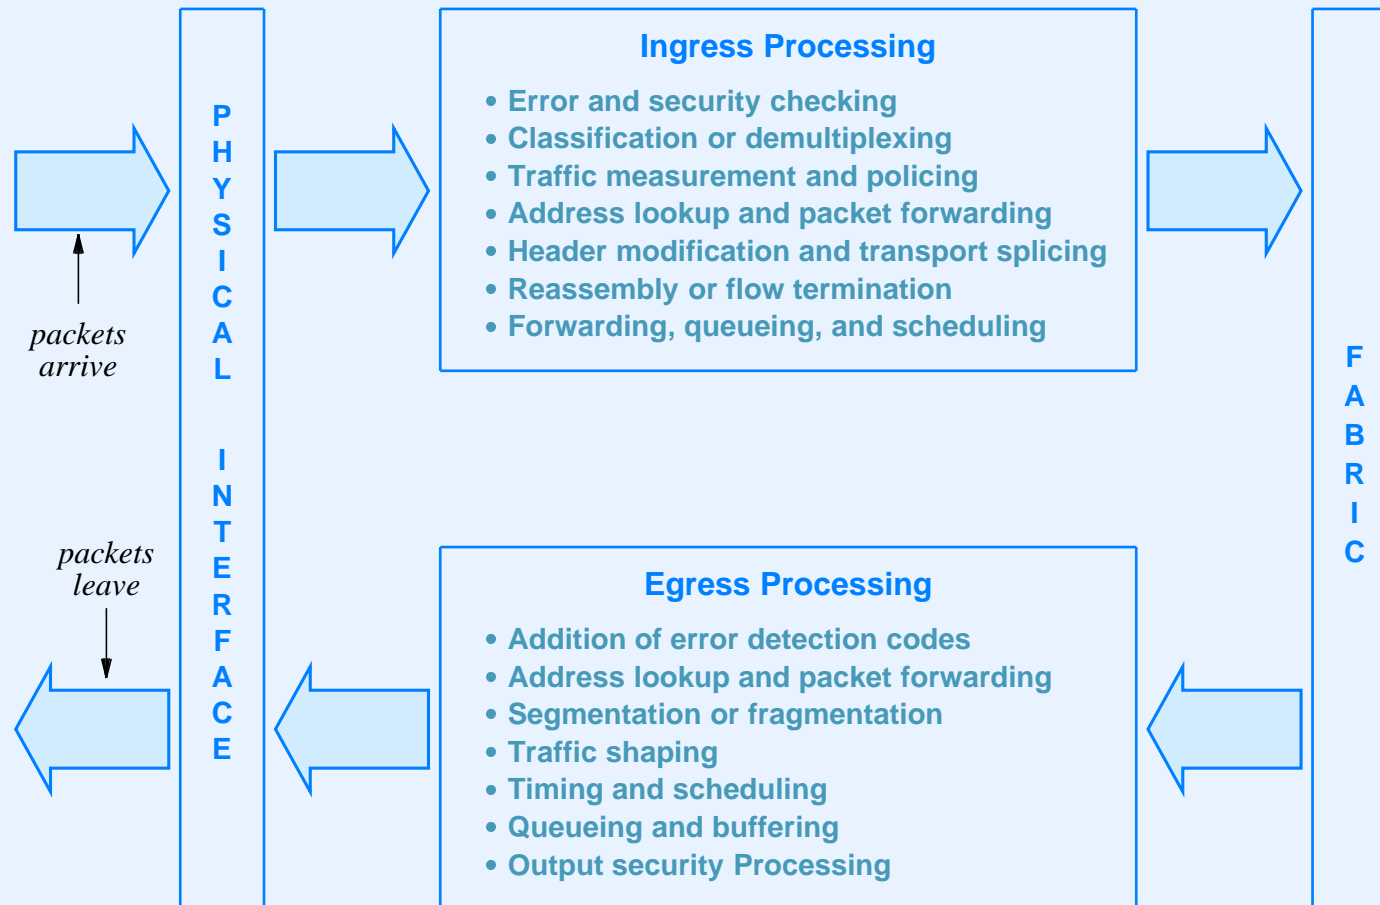 PHYSICAL INTERFACE
packets
arrive
packets
leave
Ingress Processing
• Error and security checking
• Classification or demultiplexing
• Traffic measurement and policing
• Address lookup and packet forwarding
• Header modification and transport splicing
• Reassembly or flow termination
• Forwarding, queueing, and scheduling
Egress Processing
• Addition of error detection codes
• Address lookup and packet forwarding
• Segmentation or fragmentation
• Traffic shaping
• Timing and scheduling
• Queueing and buffering
• Output security Processing
FABRIC